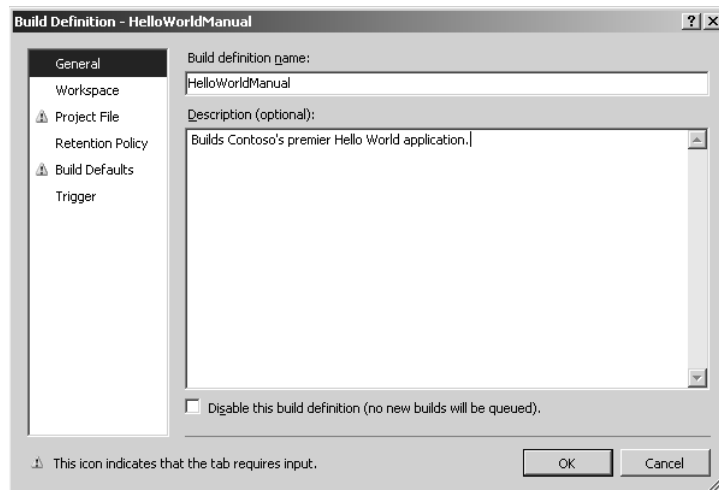 Build Definition - HelloWorldManual
General
Workspace
Project File
Retention Policy
Build Defaults
Trigger
Build definition name:
HelloWorldManual
Description (optional):
Builds Contoso's premier Hello World application.
Disable this build definition (no new builds will be queued).
This icon indicates that the tab requires input.
OK
Cancel